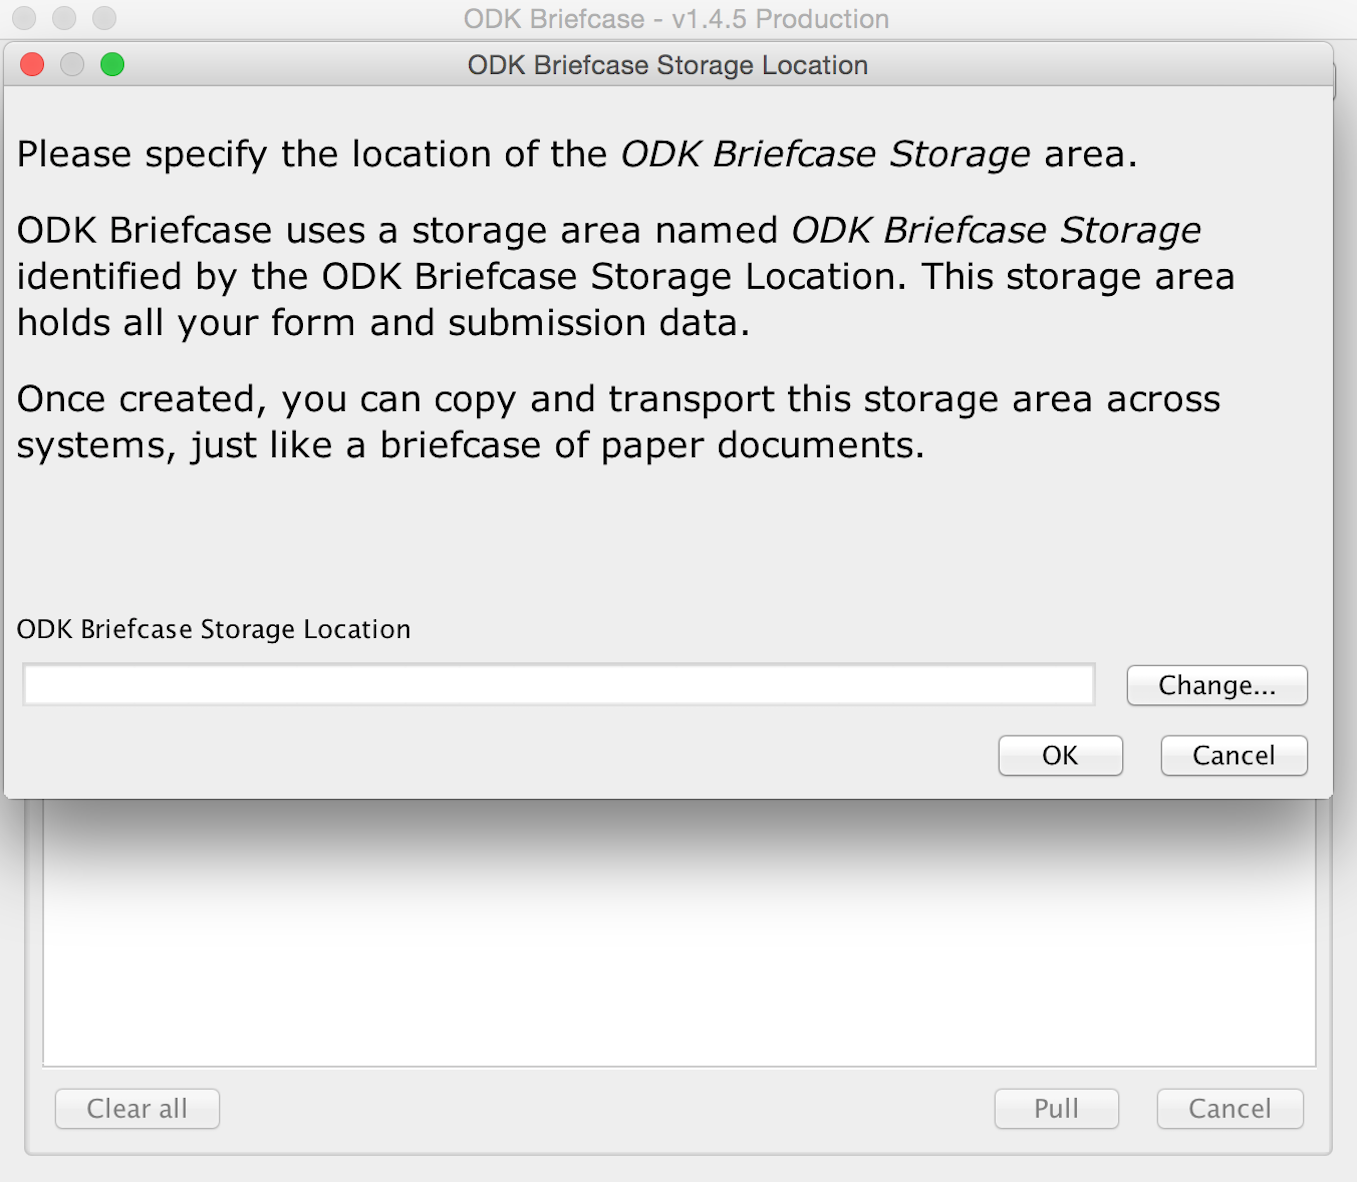 ODK Briefcase - v1.4.5 Production
ODK Briefcase Storage Location
Please specify the location of the ODK Briefcase Storage area.
ODK Briefcase uses a storage area named ODK Briefcase Storage
identified by the ODK Briefcase Storage Location. This storage area
holds all your form and submission data.
Once created, you can copy and transport this storage area across
systems, just like a briefcase of paper documents.
ODK Briefcase Storage Location
Change...
OK
Cancel
Clear all
Pull
Cancel